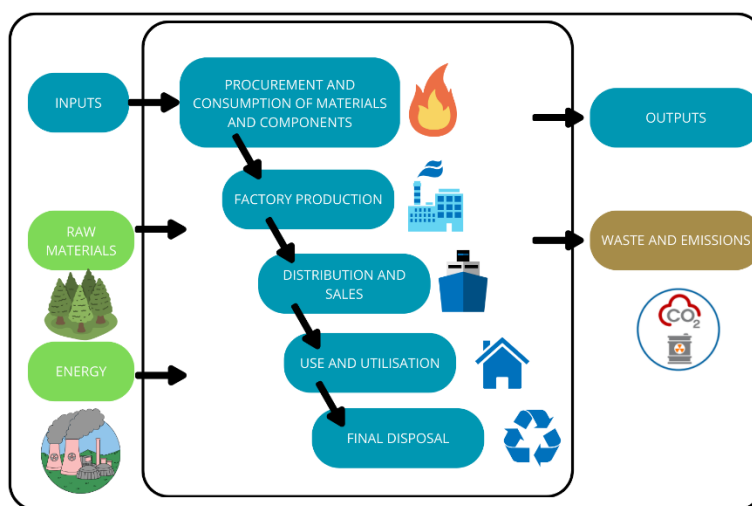 INPUTS
PROCUREMENT AND
CONSUMPTION OF MATERIALS
AND COMPONENTS
OUTPUTS
FACTORY PRODUCTION
RAW
MATERIALS
WASTE AND EMISSIONS
DISTRIBUTION AND
SALES
CO2
ENERGY
USE AND UTILISATION
FINAL DISPOSAL